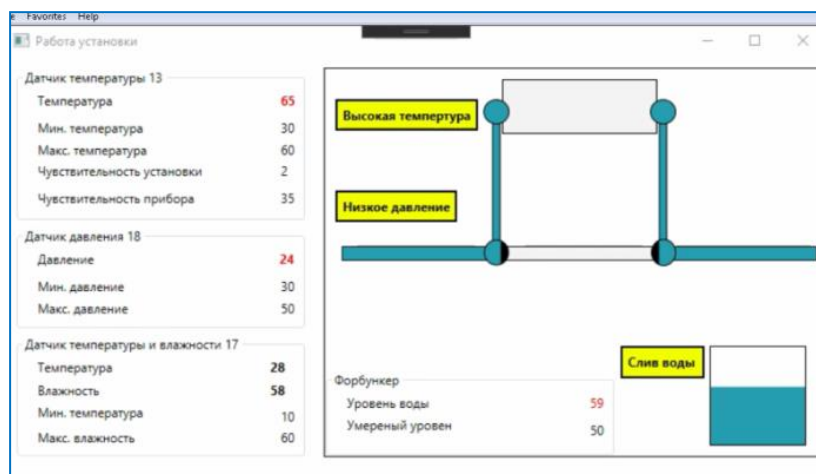 Favorites Help
Работа установки
Датчик температуры 13
Температура 65
Мин. температура 30
Макс. температура 60
Чувствительность установки 2
Чувствительность прибора 35
Датчик давления 18
Давление 24
Мин. давление 30
Макс. давление 50
Датчик температуры и влажности 17
Температура 28
Влажность 58
Мин. температура 10
Макс. влажность 60
Высокая темпертура
Низкое давление
Слив воды
Форбункер
Уровень воды 59
Умереный уровен 50